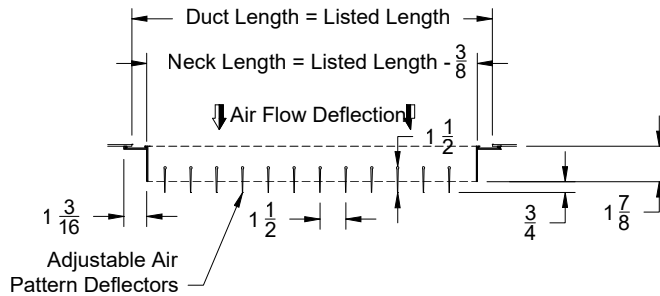 Duct Length = Listed Length
Neck Length = Listed Length - 3/8
Air Flow Deflection
1 1/2
1 3/16
1 1/2
3/4
1 7/8
Adjustable Air
Pattern Deflectors